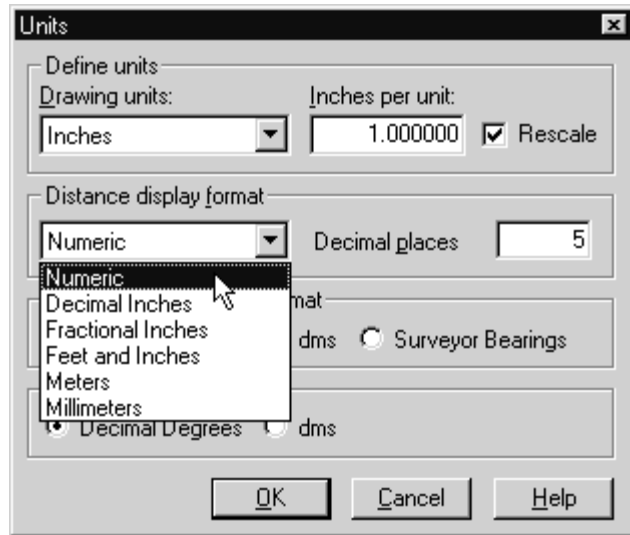 Units
Define units
Drawing units: Inches per unit:
Inches 1.000000 Rescale
Distance display format
Numeric Decimal places 5
Numeric
Decimal Inches
Fractional Inches
Feet and Inches
Meters
Millimeters
dms Surveyor Bearings
Decimal Degrees dms
OK Cancel Help